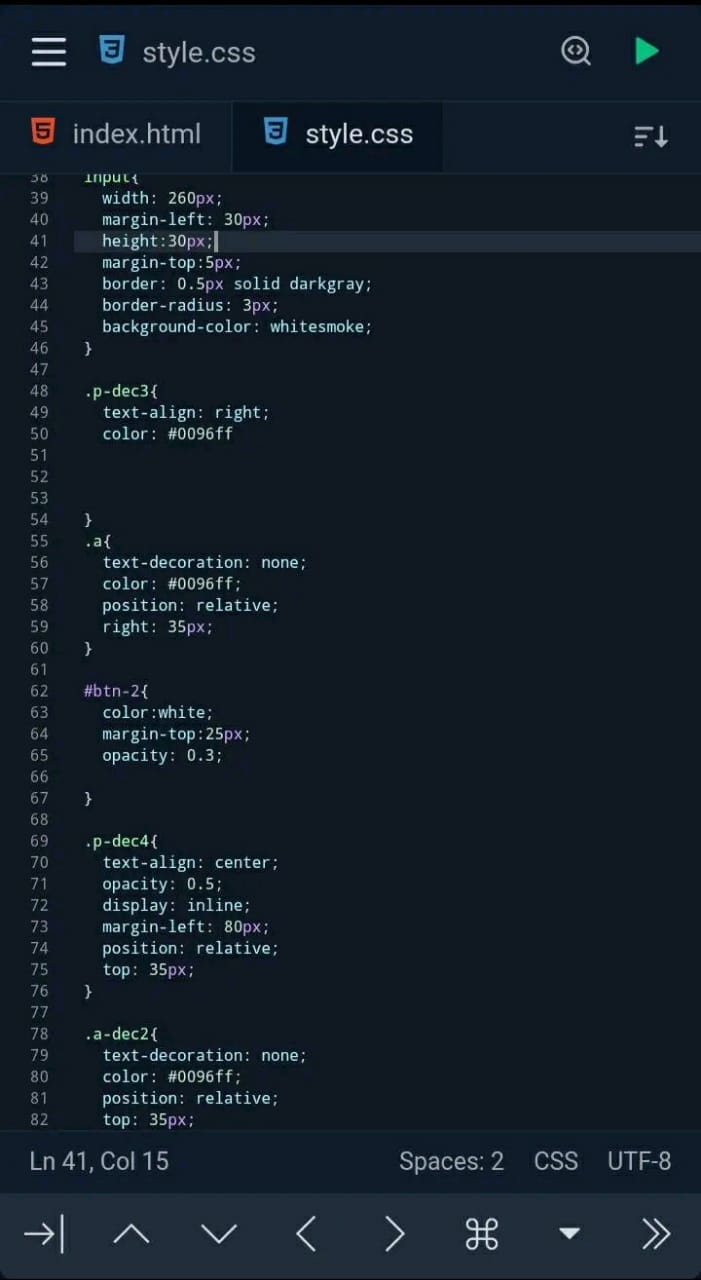 style.css
index.html
style.css
38 input{
39 width: 260px;
40 margin-left: 30px;
41 height:30px;
42 margin-top:5px;
43 border: 0.5px solid darkgray;
44 border-radius: 3px;
45 background-color: whitesmoke;
46 }
47
48 .p-dec3{
49 text-align: right;
50 color: #0096ff
51
52
53
54 }
55 .a{
56 text-decoration: none;
57 color: #0096ff;
58 position: relative;
59 right: 35px;
60 }
61
62 #btn-2{
63 color:white;
64 margin-top:25px;
65 opacity: 0.3;
66
67 }
68
69 .p-dec4{
70 text-align: center;
71 opacity: 0.5;
72 display: inline;
73 margin-left: 80px;
74 position: relative;
75 top: 35px;
76 }
77
78 .a-dec2{
79 text-decoration: none;
80 color: #0096ff;
81 position: relative;
82 top: 35px;
Ln 41, Col 15 Spaces: 2 CSS UTF-8